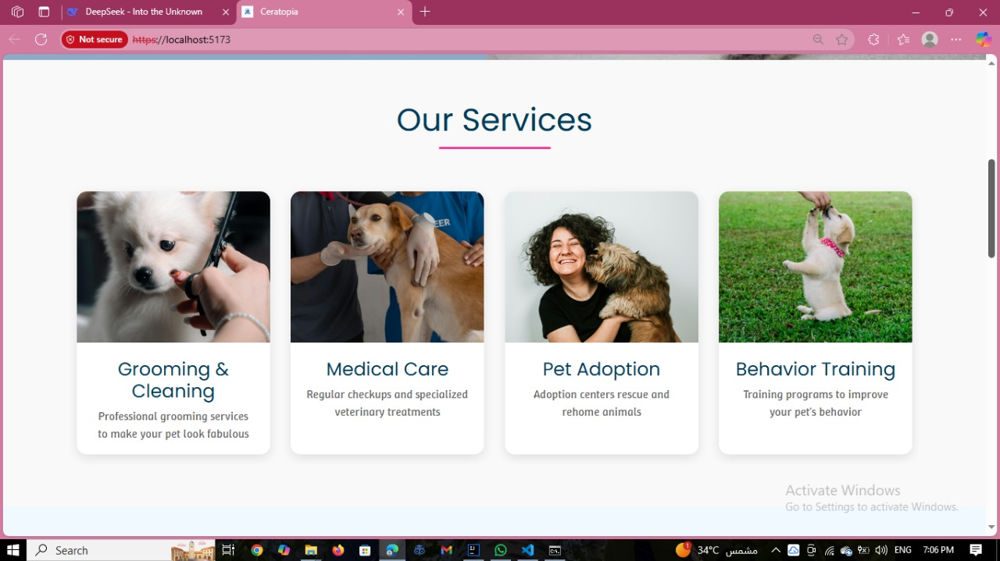 DeepSeek - Into the Unknown
Ceratopia
Not secure
https://localhost:5173
Our Services
EER
Grooming &
Cleaning
Professional grooming services
to make your pet look fabulous
Medical Care
Regular checkups and specialized
veterinary treatments
Pet Adoption
Adoption centers rescue and
rehome animals
Behavior Training
Training programs to improve
your pet's behavior
Activate Windows
Go to Settings to activate Windows.
Search
1
34°C مشمس
ENG
7:06 PM